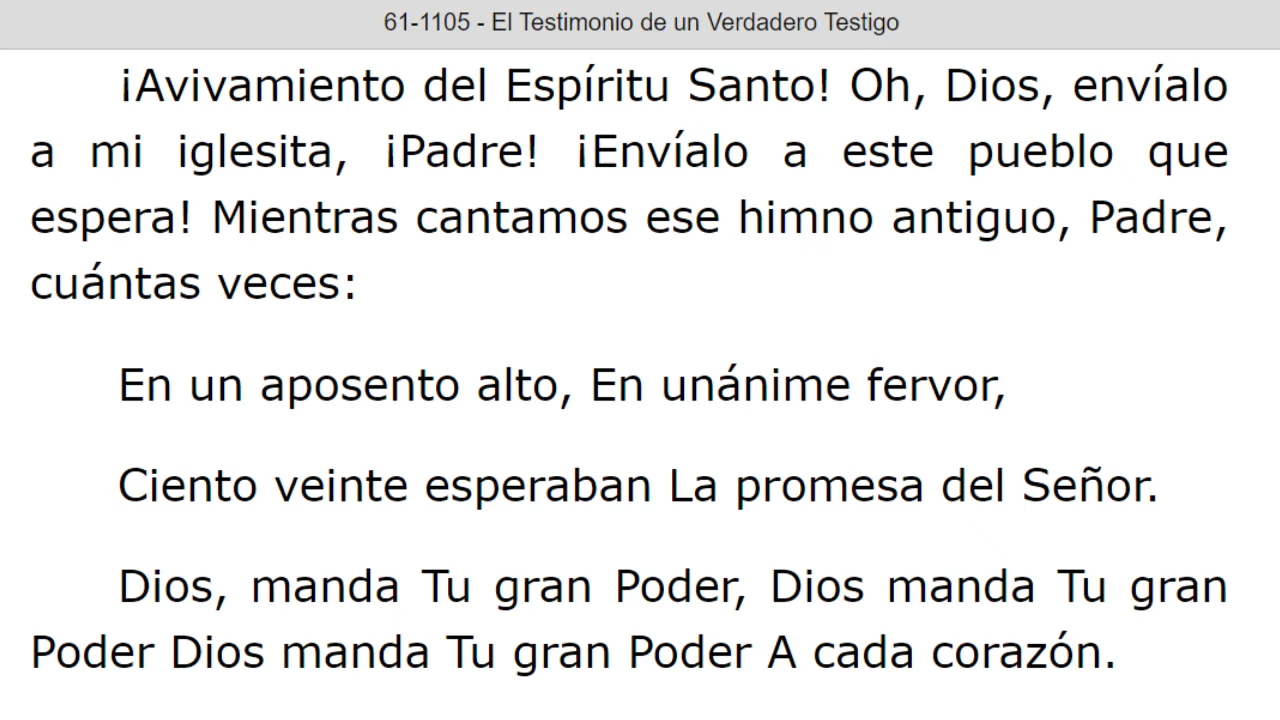 61-1105 - El Testimonio de un Verdadero Testigo
¡Avivamiento del Espíritu Santo! Oh, Dios, envíalo
a mi iglesita, ¡Padre! ¡Envíalo a este pueblo que
espera! Mientras cantamos ese himno antiguo, Padre,
cuántas veces:
En un aposento alto, En unánime fervor,
Ciento veinte esperaban La promesa del Señor.
Dios, manda Tu gran Poder, Dios manda Tu gran
Poder Dios manda Tu gran Poder A cada corazón.